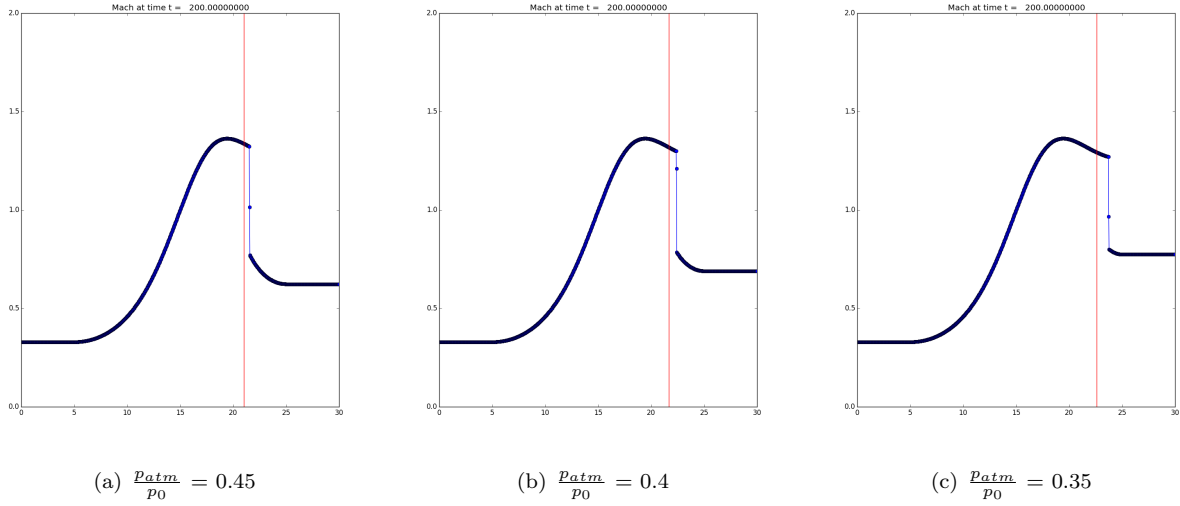 Mach at time t = 200.00000000
2.0
1.5
1.0
0.5
0.0
0 5 10 15 20 25 30
(a) p_atm/p_0 = 0.45
Mach at time t = 200.00000000
2.0
1.5
1.0
0.5
0.0
0 5 10 15 20 25 30
(b) p_atm/p_0 = 0.4
Mach at time t = 200.00000000
2.0
1.5
1.0
0.5
0.0
0 5 10 15 20 25 30
(c) p_atm/p_0 = 0.35